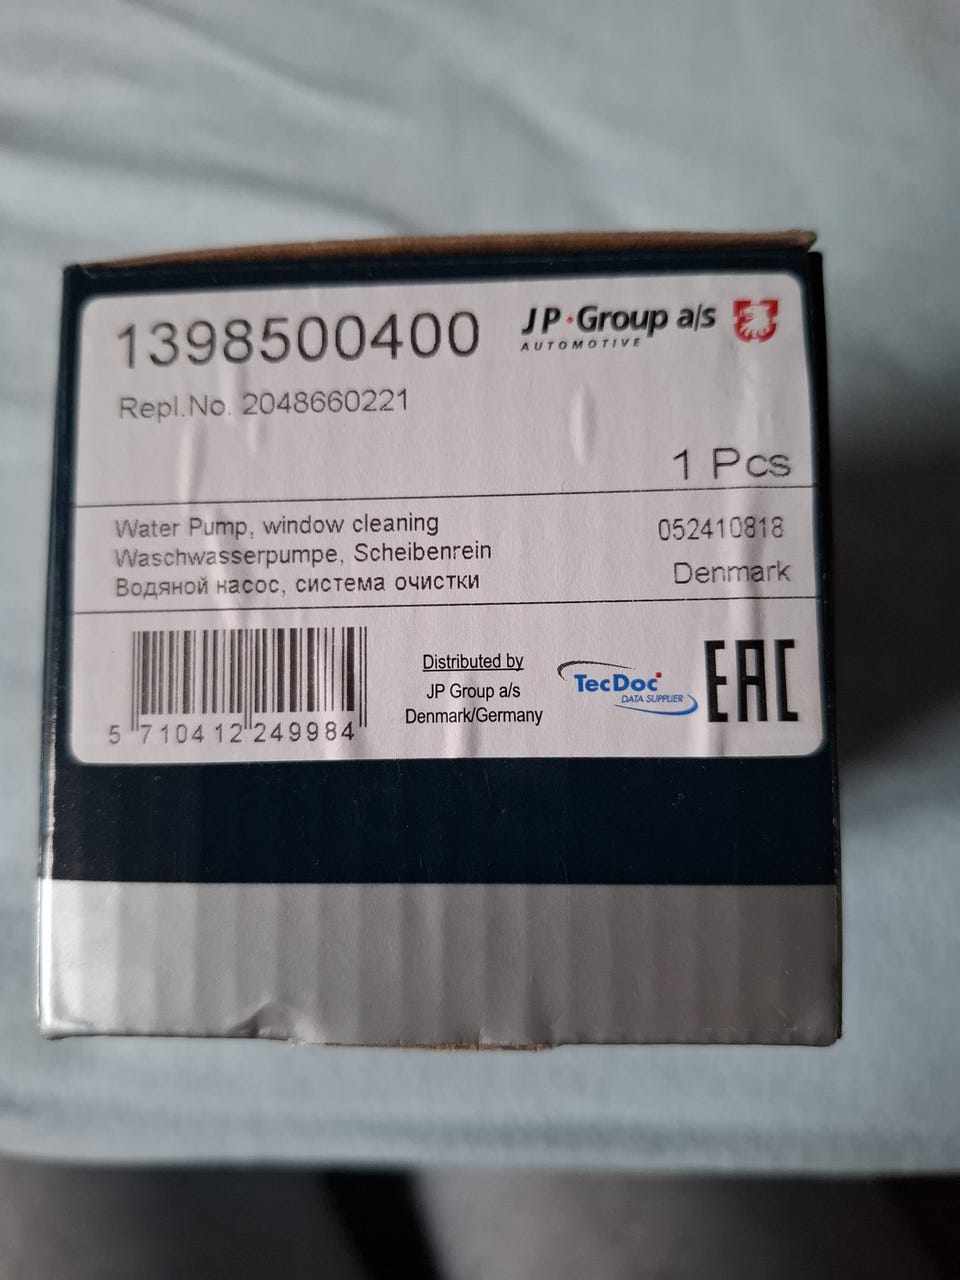 1398500400
JP Group a/s
AUTOMOTIVE
Repl.No. 2048660221
1 Pcs
Water Pump, window cleaning
Waschwasserpumpe, Scheibenrein
Водяной насос, система очистки
052410818
Denmark
5 710412 249984
Distributed by
JP Group a/s
Denmark/Germany
TecDoc
DATA SUPPLIER
EAC